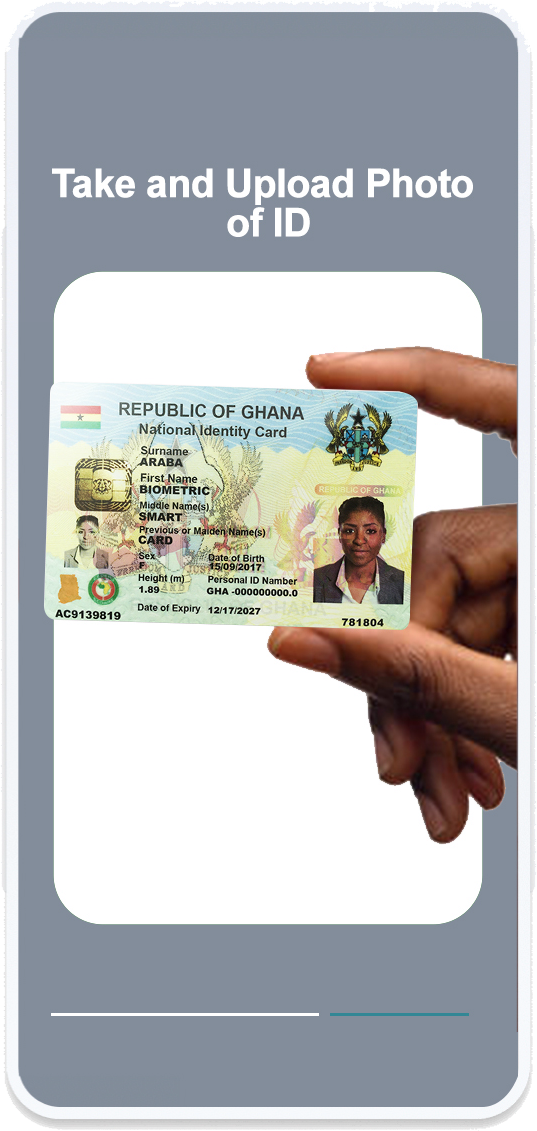 Take and Upload Photo
of ID
REPUBLIC OF GHANA
National Identity Card
Surname
ARABA
First Name
BIOMETRIC
Middle Name(s)
SMART
Previous or Maiden Name(s)
CARD
Sex Date of Birth
F 15/09/2017
Height (m) Personal ID Namber
1.89 GHA -000000000.0
Date of Expiry 12/17/2027
AC9139819
REPUBLIC OF GHANA
781804
GHANA